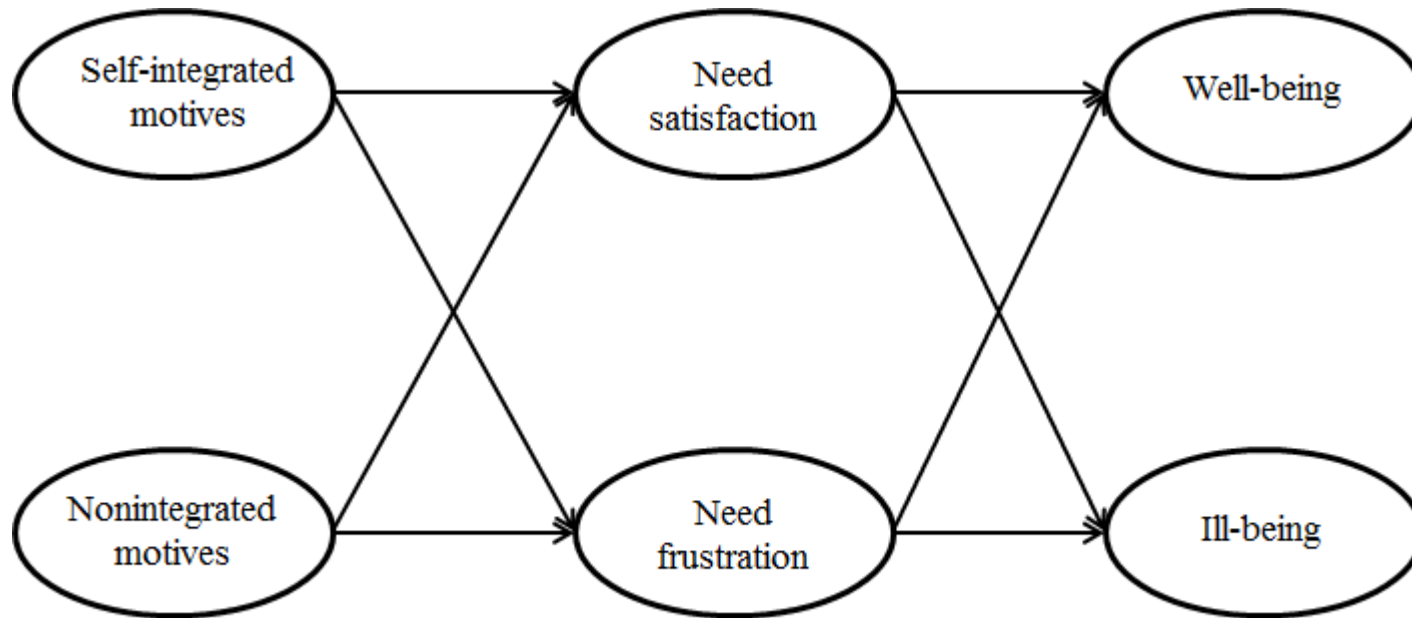 Self-integrated
motives
Need
satisfaction
Well-being
Nonintegrated
motives
Need
frustration
Ill-being